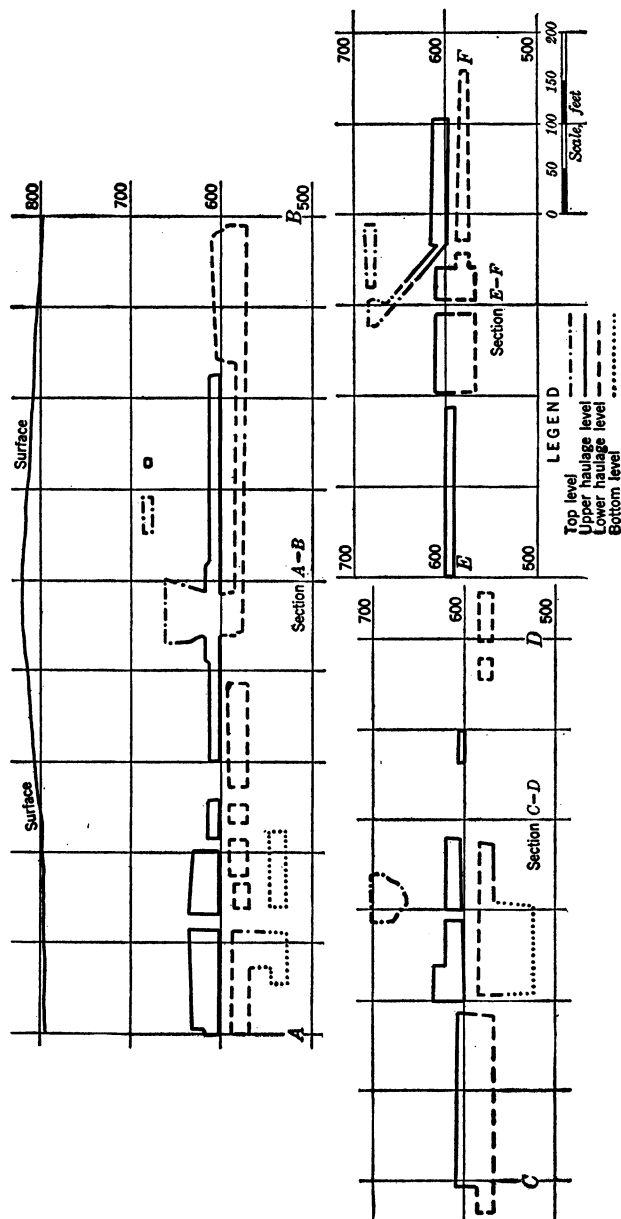 Surface
Surface
800
700
600
500
A
B
Section A-B
700
600
500
C
D
Section C-D
700
600
500
700
600
500
E
F
Section E-F
0 50 100 150 200
Scale, feet
LEGEND
Top level
Upper haulage level
Lower haulage level
Bottom level